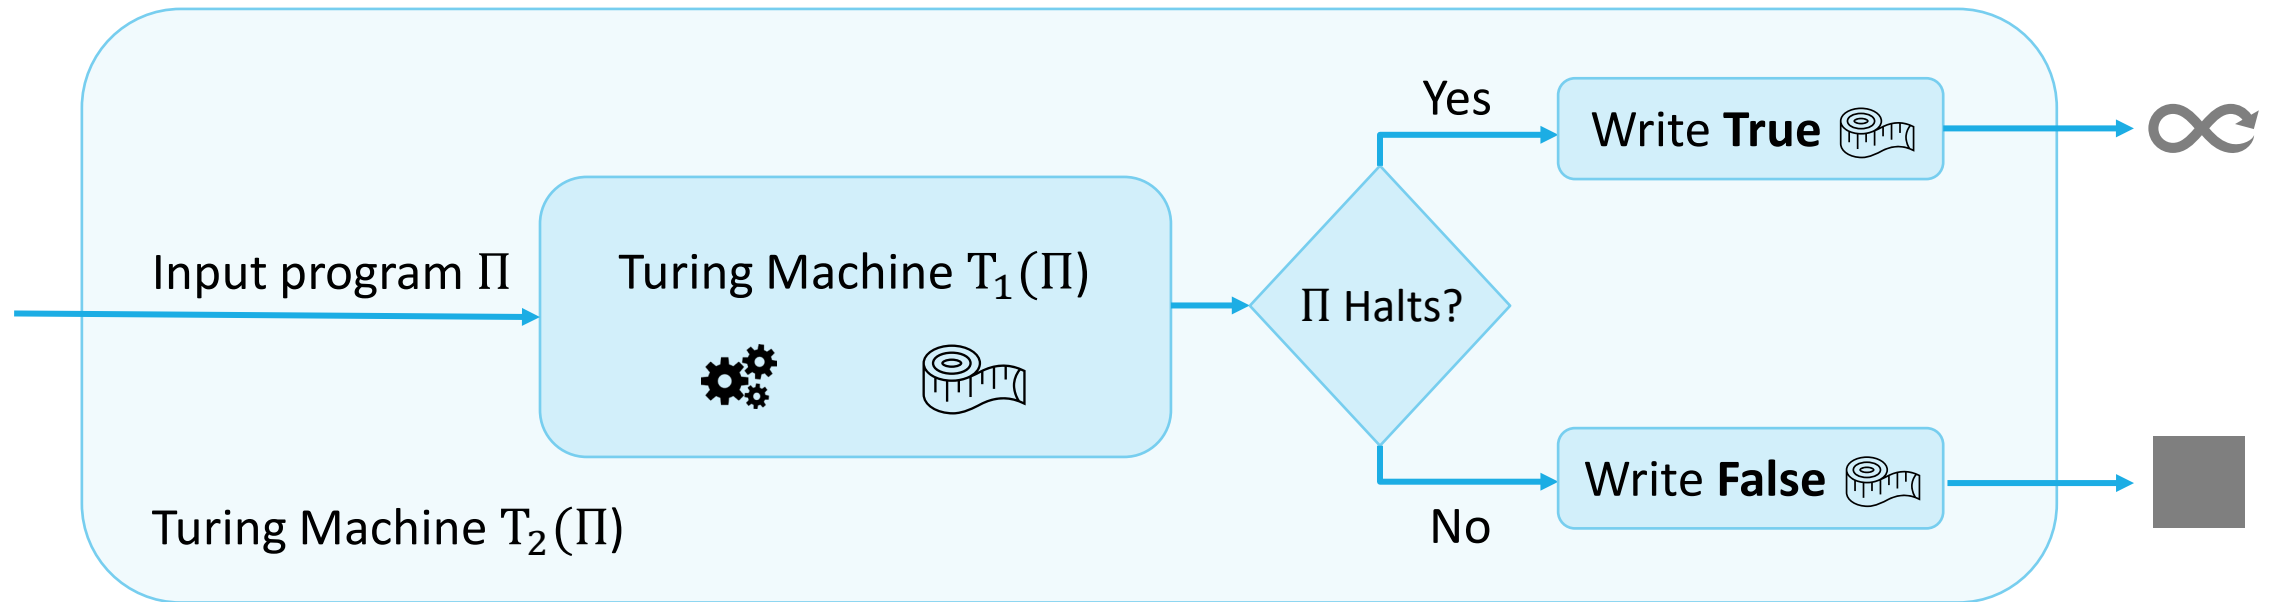 Input program Π
Turing Machine T₁(Π)
Π Halts?
Yes
Write True
No
Write False
Turing Machine T₂(Π)